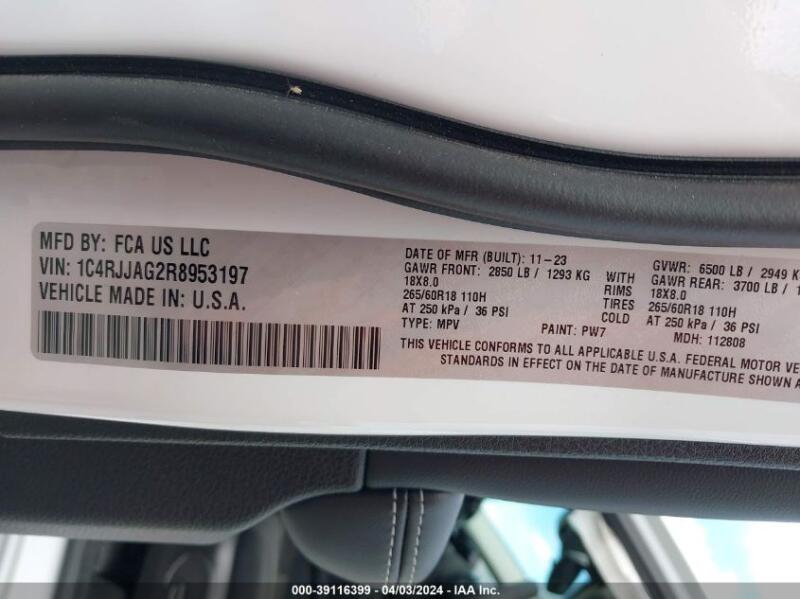 MFD BY: FCA US LLC
VIN: 1C4RJJAG2R8953197
VEHICLE MADE IN: U.S.A.
DATE OF MFR (BUILT): 11-23
GAWR FRONT: 2850 LB / 1293 KG
18X8.0
265/60R18 110H
AT 250 kPa / 36 PSI
TYPE: MPV
PAINT: PW7
WITH
RIMS
TIRES
COLD
GVWR: 6500 LB / 2949
GAWR REAR: 3700 LB /
18X8.0
265/60R18 110H
AT 250 kPa / 36 PSI
MDH: 112808
THIS VEHICLE CONFORMS TO ALL APPLICABLE U.S.A. FEDERAL MOTOR
STANDARDS IN EFFECT ON THE DATE OF MANUFACTURE SHOWN
000-39116399 / 04/03/2024 - IAA Inc.